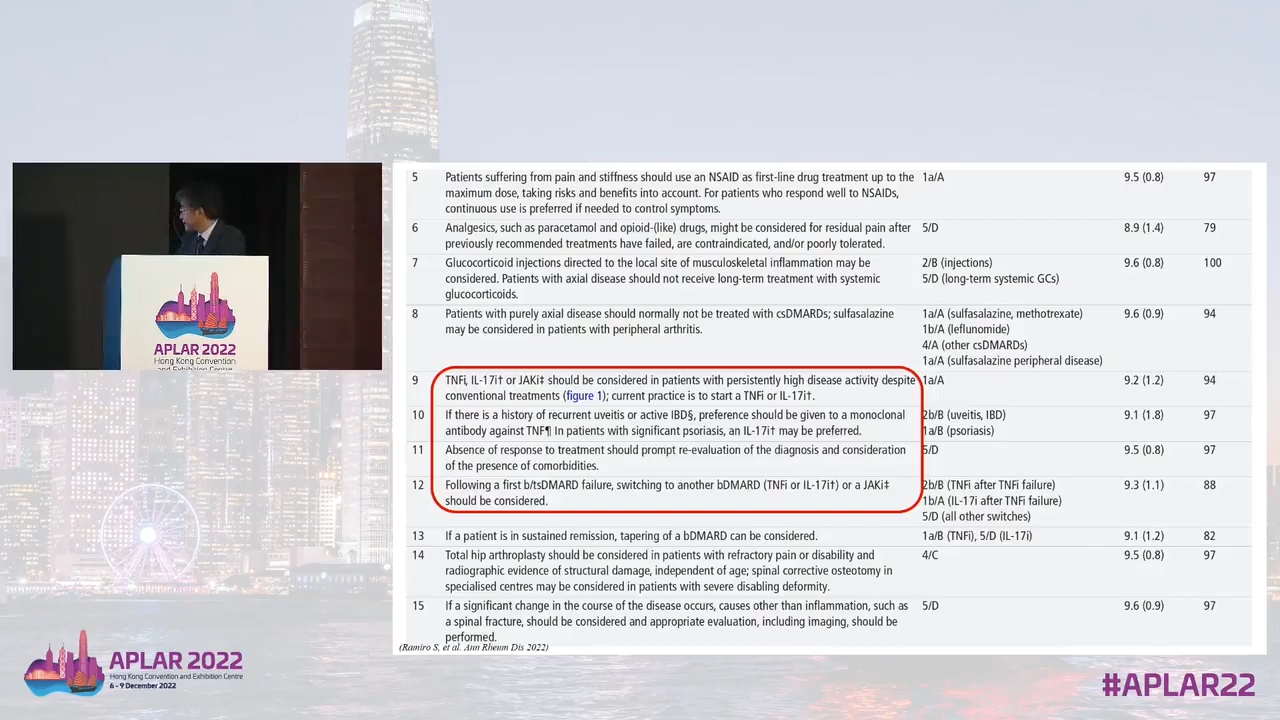 5 Patients suffering from pain and stiffness should use an NSAID as first-line drug treatment up to the 1a/A 9.5 (0.8) 97
maximum dose, taking risks and benefits into account. For patients who respond well to NSAIDs,
continuous use is preferred if needed to control symptoms.
6 Analgesics, such as paracetamol and opioid-(like) drugs, might be considered for residual pain after 5/D 8.9 (1.4) 79
previously recommended treatments have failed, are contraindicated, and/or poorly tolerated.
7 Glucocorticoid injections directed to the local site of musculoskeletal inflammation may be 2/B (injections) 9.6 (0.8) 100
considered. Patients with axial disease should not receive long-term treatment with systemic 5/D (long-term systemic GCs)
glucocorticoids.
8 Patients with purely axial disease should normally not be treated with csDMARDs; sulfasalazine 1a/A (sulfasalazine, methotrexate) 9.6 (0.9) 94
may be considered in patients with peripheral arthritis. 1b/A (leflunomide)
4/A (other csDMARDs)
1a/A (sulfasalazine peripheral disease)
9 TNFi, IL-17i† or JAKi‡ should be considered in patients with persistently high disease activity despite 1a/A 9.2 (1.2) 94
conventional treatments (figure 1); current practice is to start a TNFi or IL-17i†.
10 If there is a history of recurrent uveitis or active IBD§, preference should be given to a monoclonal 2b/B (uveitis, IBD) 9.1 (1.8) 97
antibody against TNF¶ In patients with significant psoriasis, an IL-17i† may be preferred. 1a/B (psoriasis)
11 Absence of response to treatment should prompt re-evaluation of the diagnosis and consideration 5/D 9.5 (0.8) 97
of the presence of comorbidities.
12 Following a first b/tsDMARD failure, switching to another bDMARD (TNFi or IL-17i†) or a JAKi‡ 2b/B (TNFi after TNFi failure) 9.3 (1.1) 88
should be considered. 1b/A (IL-17i after TNFi failure)
5/D (all other switches)
13 If a patient is in sustained remission, tapering of a bDMARD can be considered. 1a/B (TNFi), 5/D (IL-17i) 9.1 (1.2) 82
14 Total hip arthroplasty should be considered in patients with refractory pain or disability and 4/C 9.5 (0.8) 97
radiographic evidence of structural damage, independent of age; spinal corrective osteotomy in
specialised centres may be considered in patients with severe disabling deformity.
15 If a significant change in the course of the disease occurs, causes other than inflammation, such as 5/D 9.6 (0.9) 97
a spinal fracture, should be considered and appropriate evaluation, including imaging, should be
performed.
(Ramiro S, et al. Ann Rheum Dis 2022)
APLAR 2022
Hong Kong Convention
and Exhibition Centre
APLAR 2022
Hong Kong Convention and Exhibition Centre
6 - 9 December 2022
#APLAR22